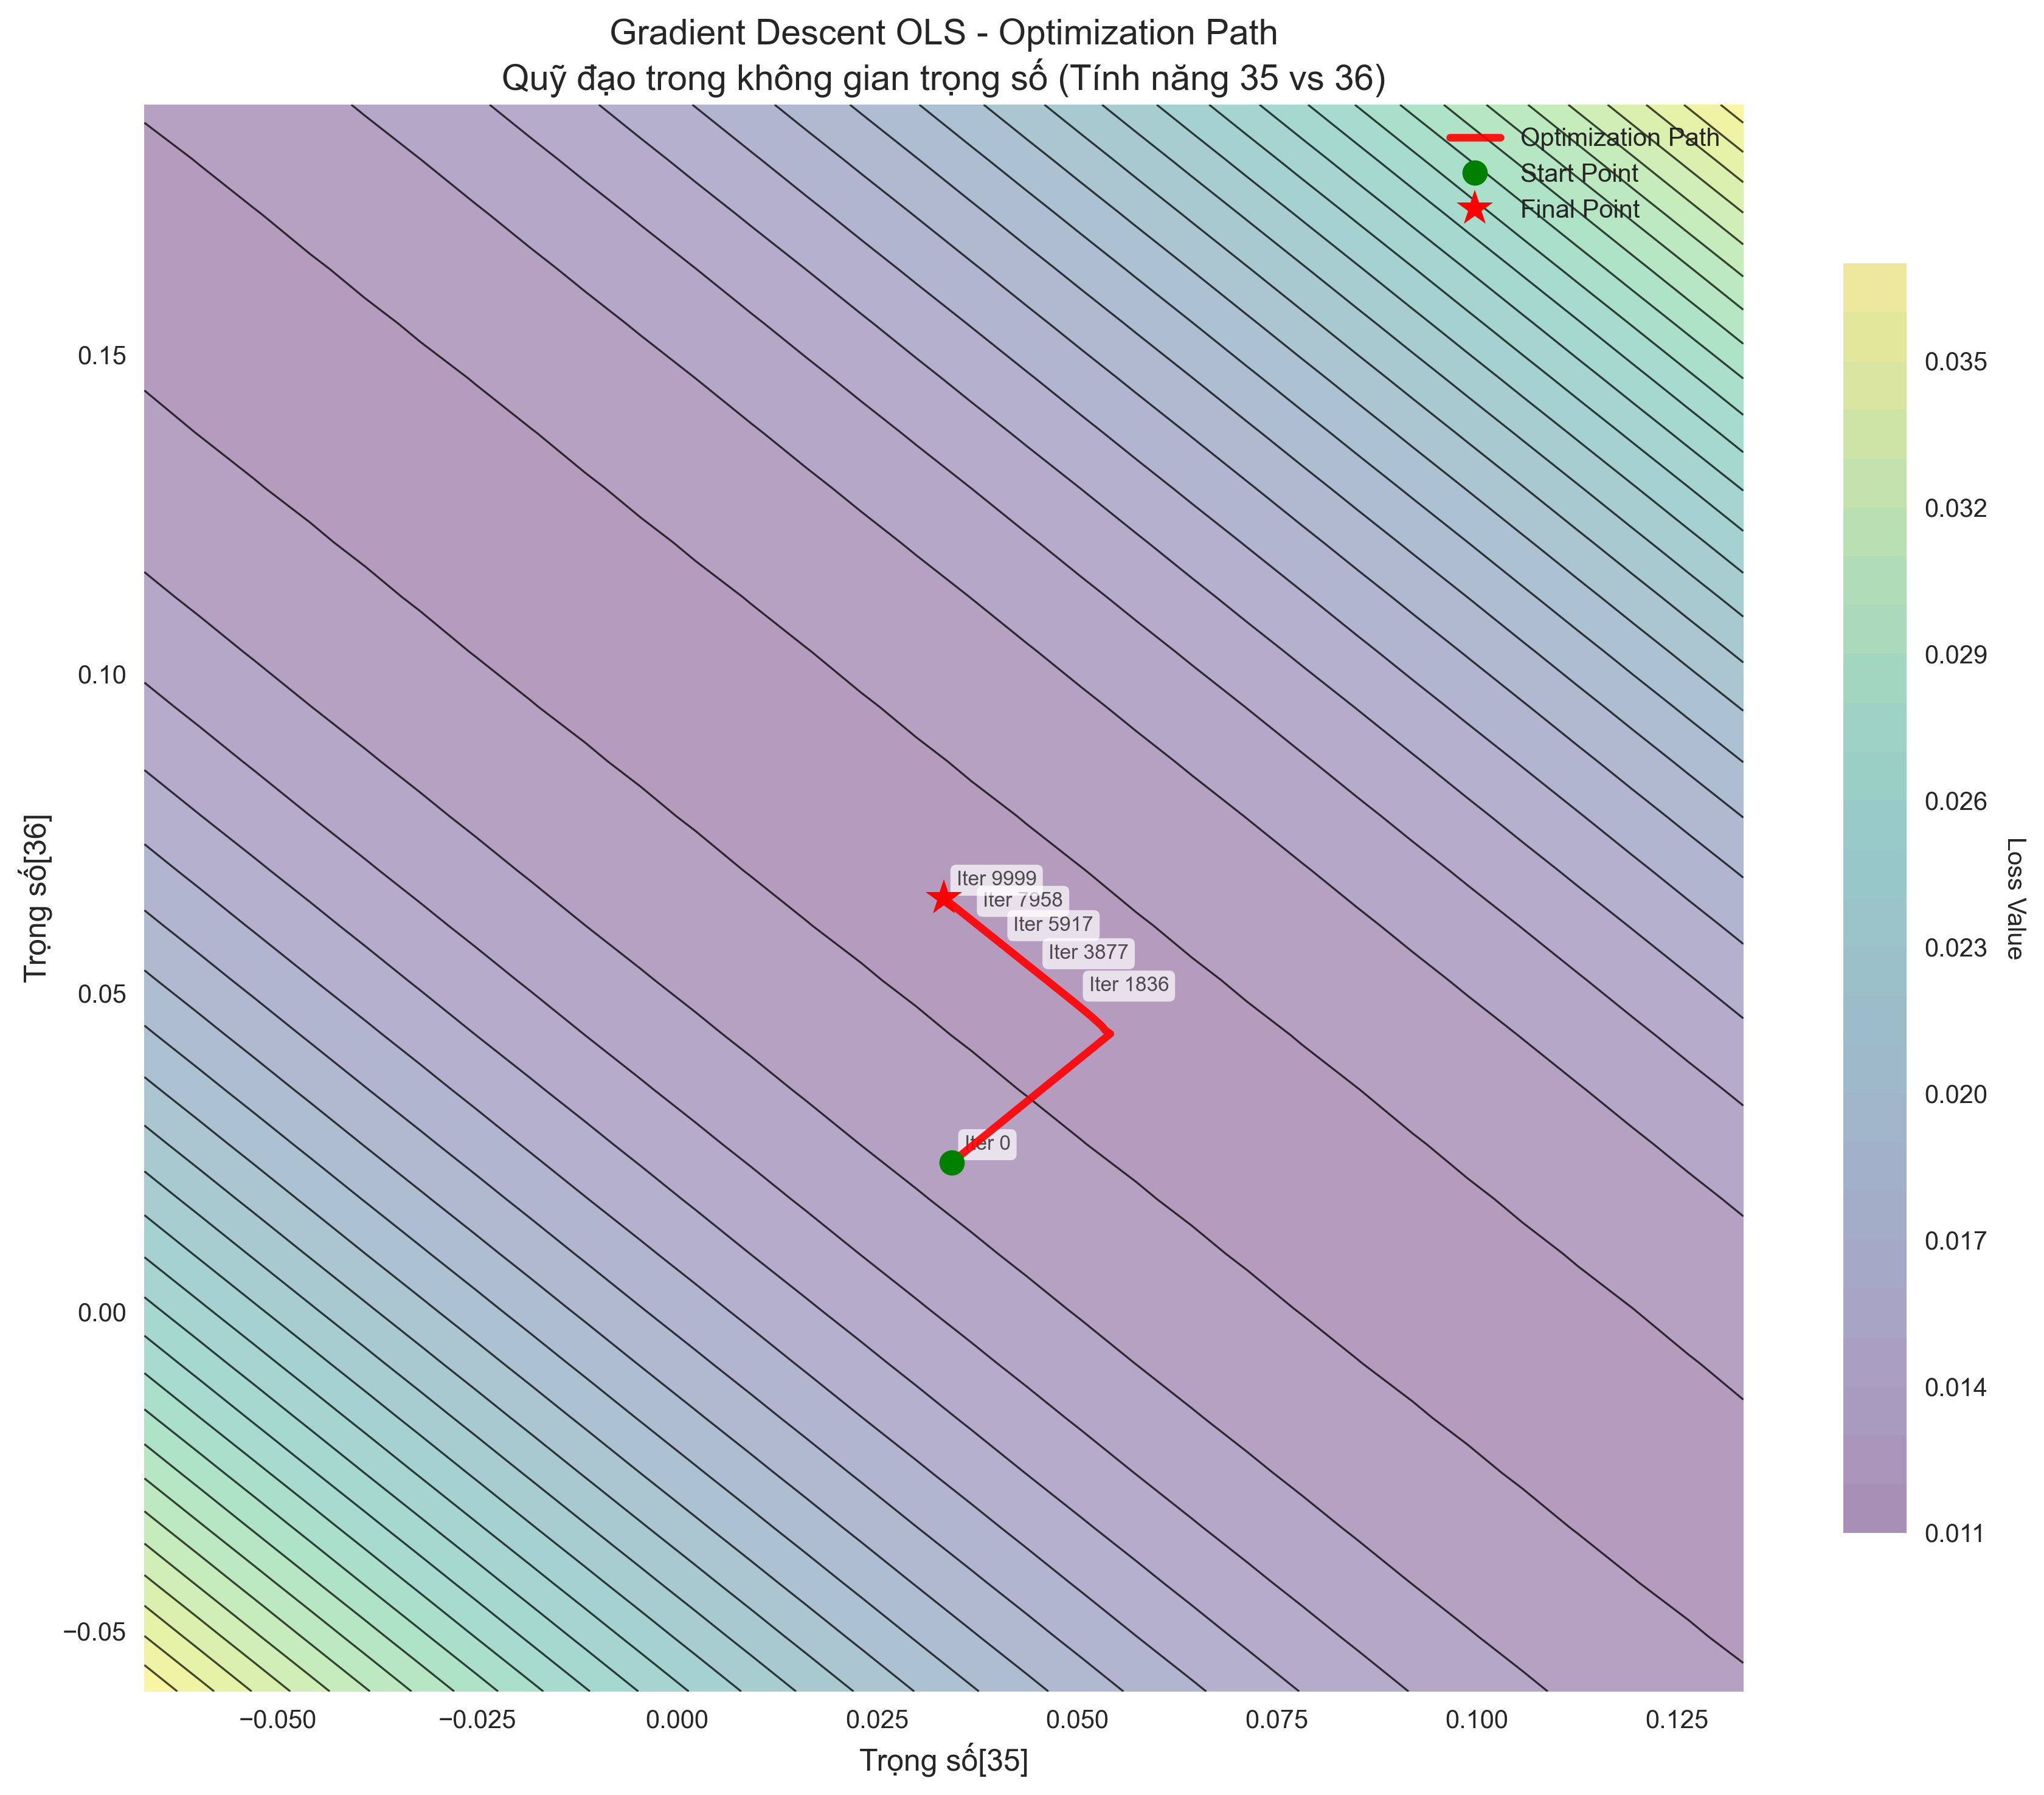 Gradient Descent OLS - Optimization Path
Quỹ đạo trong không gian trọng số (Tính năng 35 vs 36)
Optimization Path
Start Point
Final Point
0.15
0.10
0.05
0.00
−0.05
Trọng số[36]
Iter 9999
Iter 7958
Iter 5917
Iter 3877
Iter 1836
Iter 0
−0.050
−0.025
0.000
0.025
0.050
0.075
0.100
0.125
Trọng số[35]
0.035
0.032
0.029
0.026
0.023
0.020
0.017
0.014
0.011
Loss Value